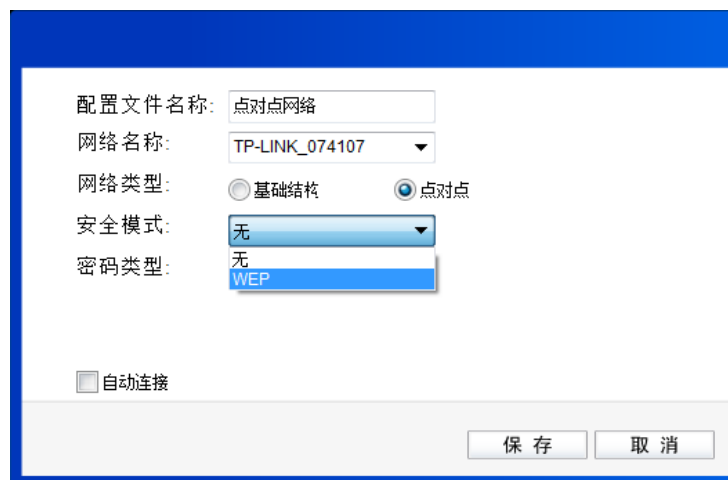 配置文件名称: 点对点网络
网络名称: TP-LINK_074107
网络类型: 基础结构 点对点
安全模式: 无
无
密码类型:
WEP
自动连接
保存 取消